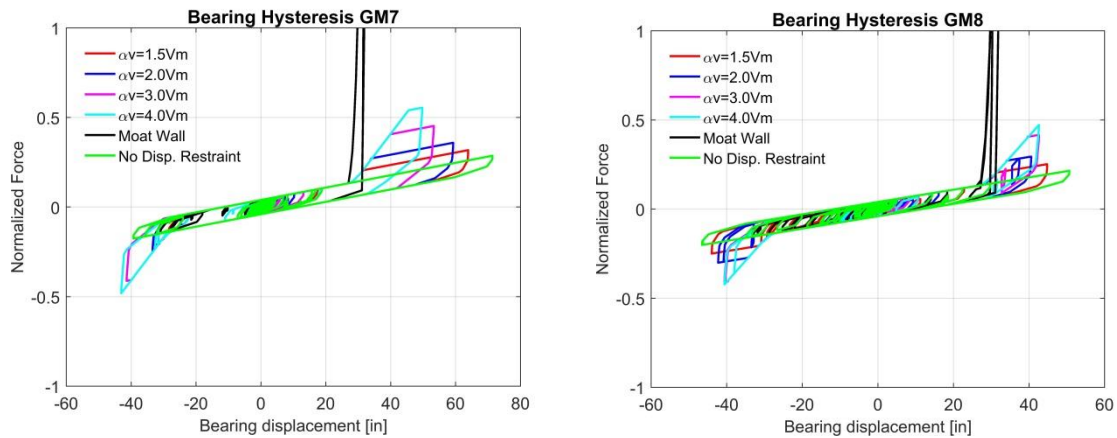 Bearing Hysteresis GM7
1
0.5
0
-0.5
-1
Normalized Force
αv=1.5Vm
αv=2.0Vm
αv=3.0Vm
αv=4.0Vm
Moat Wall
No Disp. Restraint
-60 -40 -20 0 20 40 60 80
Bearing displacement [in]
Bearing Hysteresis GM8
1
0.5
0
-0.5
-1
Normalized Force
αv=1.5Vm
αv=2.0Vm
αv=3.0Vm
αv=4.0Vm
Moat Wall
No Disp. Restraint
-60 -40 -20 0 20 40 60
Bearing displacement [in]